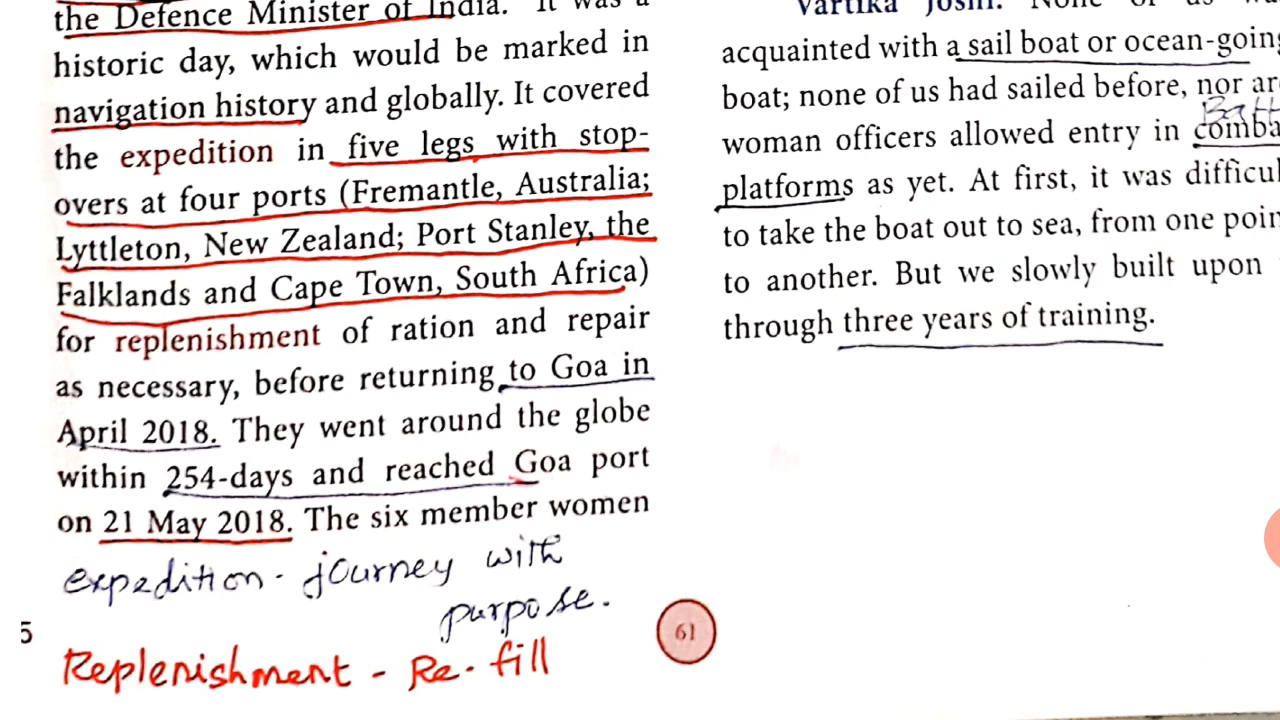 the Defence Minister of India. It was a
historic day, which would be marked in
navigation history and globally. It covered
the expedition in five legs with stop-
overs at four ports (Fremantle, Australia;
Lyttleton, New Zealand; Port Stanley, the
Falklands and Cape Town, South Africa)
for replenishment of ration and repair
as necessary, before returning to Goa in
April 2018. They went around the globe
within 254-days and reached Goa port
on 21 May 2018. The six member women
expedition - journey with
purpose.
Replenishment - Re-fill
5
61
Vartika Joshi: None of us
acquainted with a sail boat or ocean-going
boat; none of us had sailed before, nor
woman officers allowed entry in
platforms as yet. At first, it was
to take the boat out to sea, from one
to another. But we slowly built upon
through three years of training.